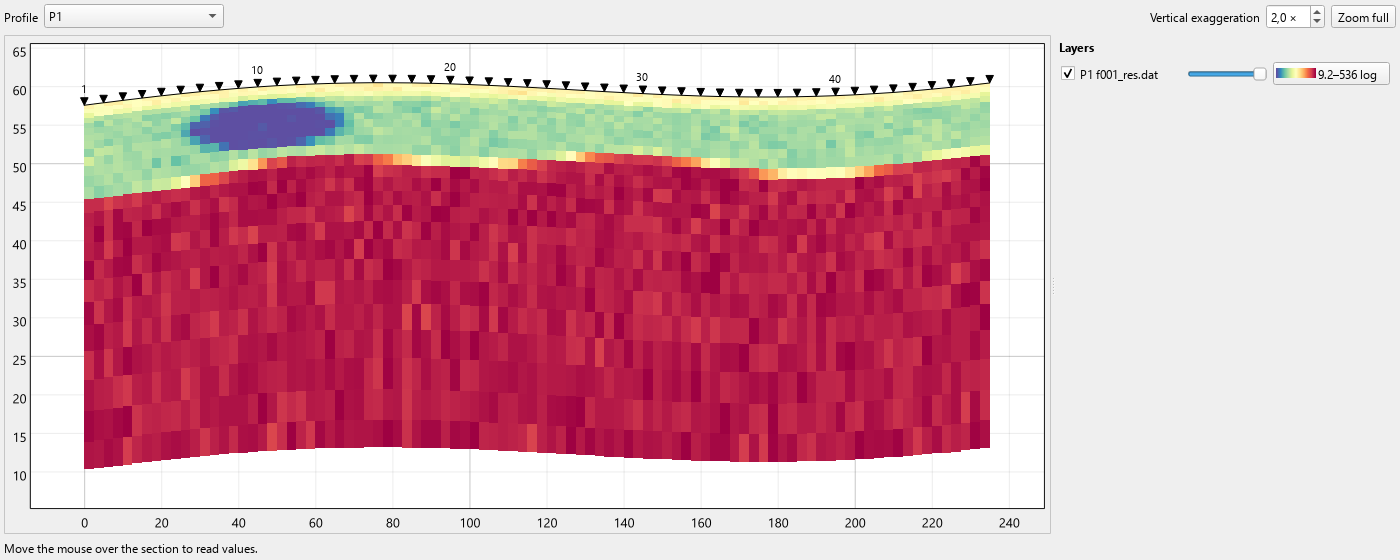 Profile P1
Vertical exaggeration 2,0 × Zoom full
Layers
P1 f001_res.dat 9.2–536 log
1 10 20 30 40
65
60
55
50
45
40
35
30
25
20
15
10
0 20 40 60 80 100 120 140 160 180 200 220 240
Move the mouse over the section to read values.